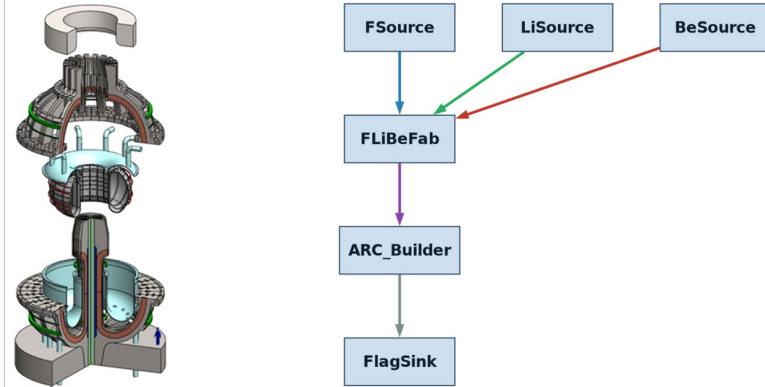 FSource
LiSource
BeSource
FLiBeFab
ARC_Builder
FlagSink